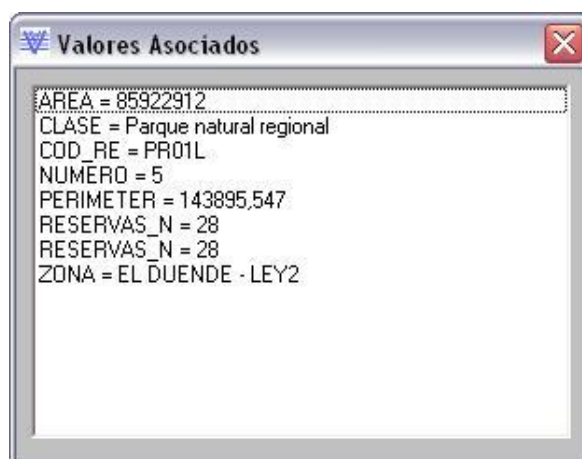 Valores Asociados
AREA = 85922912
CLASE = Parque natural regional
COD_RE = PR01L
NUMERO = 5
PERIMETER = 143895,547
RESERVAS_N = 28
RESERVAS_N = 28
ZONA = EL DUENDE - LEY2